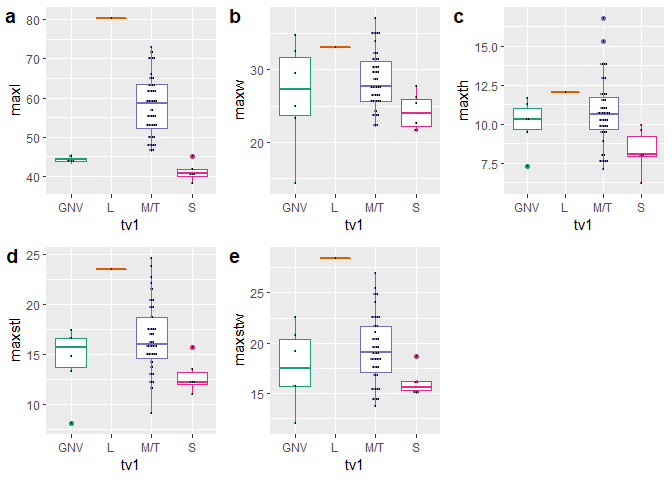 a
80
70
60
50
40
maxl
GNV L M/T S
tv1
b
30
20
maxw
GNV L M/T S
tv1
c
15.0
12.5
10.0
7.5
maxth
GNV L M/T S
tv1
d
25
20
15
10
maxstl
GNV L M/T S
tv1
e
25
20
15
maxstw
GNV L M/T S
tv1